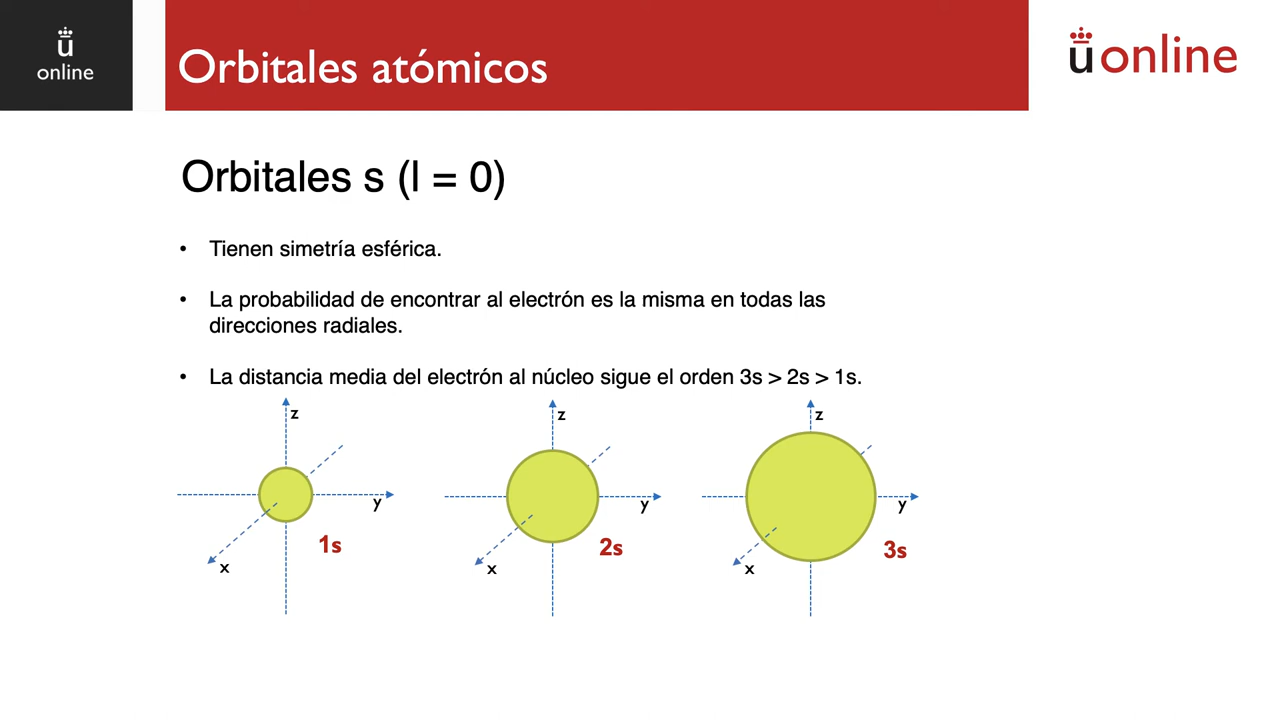 ü
online
Orbitales atómicos
üonline
Orbitales s (l = 0)
• Tienen simetría esférica.
• La probabilidad de encontrar al electrón es la misma en todas las
direcciones radiales.
• La distancia media del electrón al núcleo sigue el orden 3s > 2s > 1s.
z
y
x
1s
z
y
x
2s
z
y
x
3s